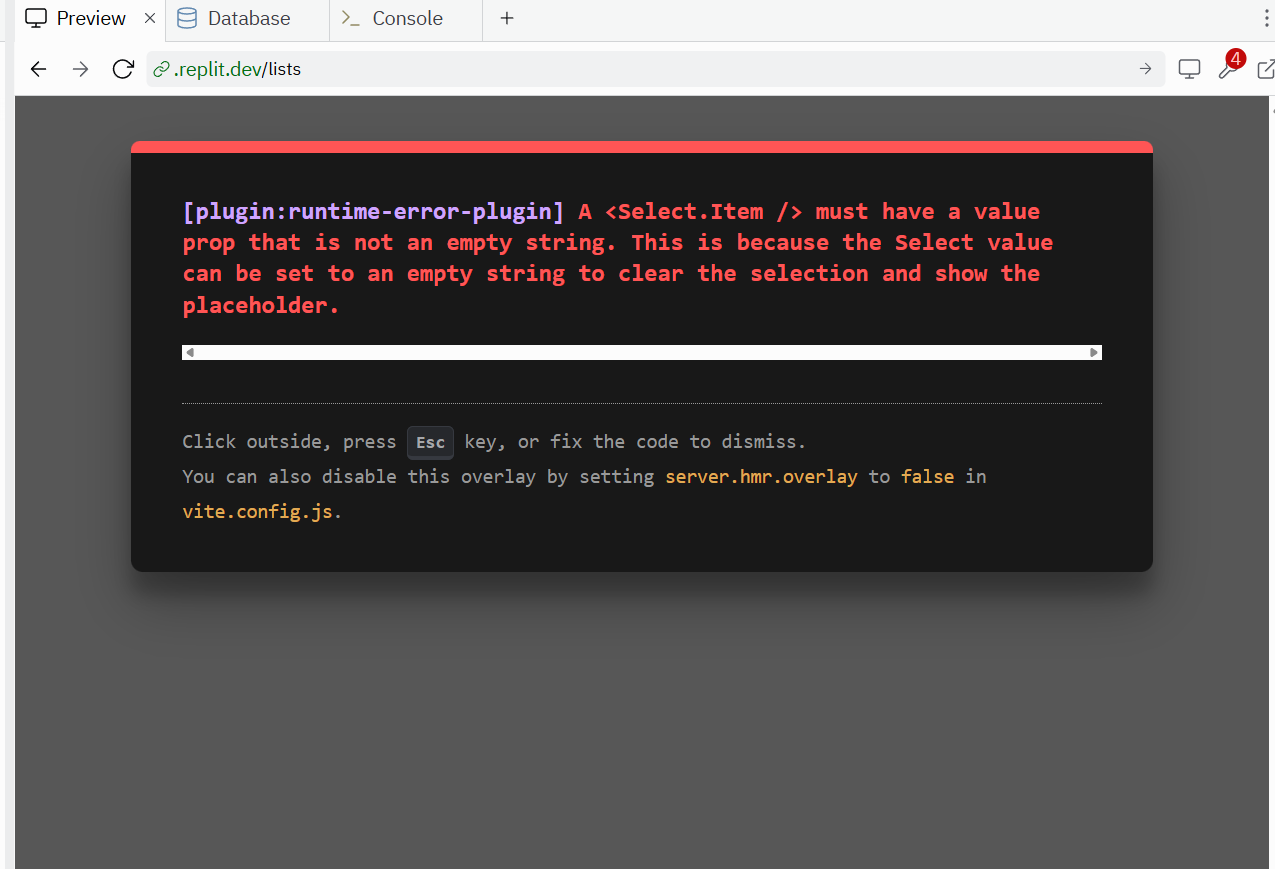 Preview
Database
Console
.replit.dev/lists
4
[plugin:runtime-error-plugin] A <Select.Item /> must have a value
prop that is not an empty string. This is because the Select value
can be set to an empty string to clear the selection and show the
placeholder.
Click outside, press Esc key, or fix the code to dismiss.
You can also disable this overlay by setting server.hmr.overlay to false in
vite.config.js.